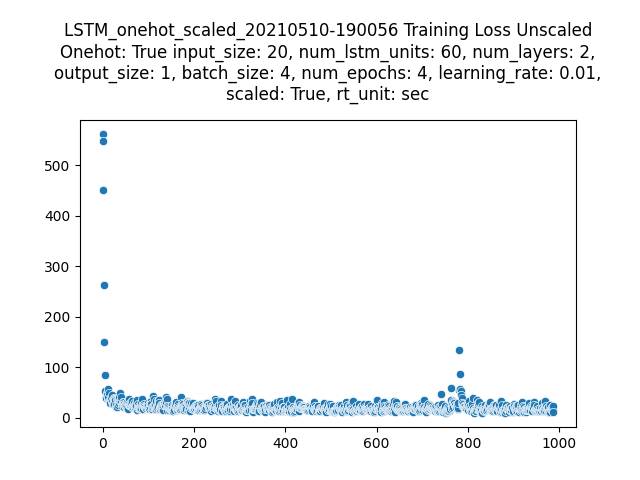 LSTM_onehot_scaled_20210510-190056 Training Loss Unscaled
Onehot: True input_size: 20, num_lstm_units: 60, num_layers: 2,
output_size: 1, batch_size: 4, num_epochs: 4, learning_rate: 0.01,
scaled: True, rt_unit: sec
500
400
300
200
100
0
0 200 400 600 800 1000